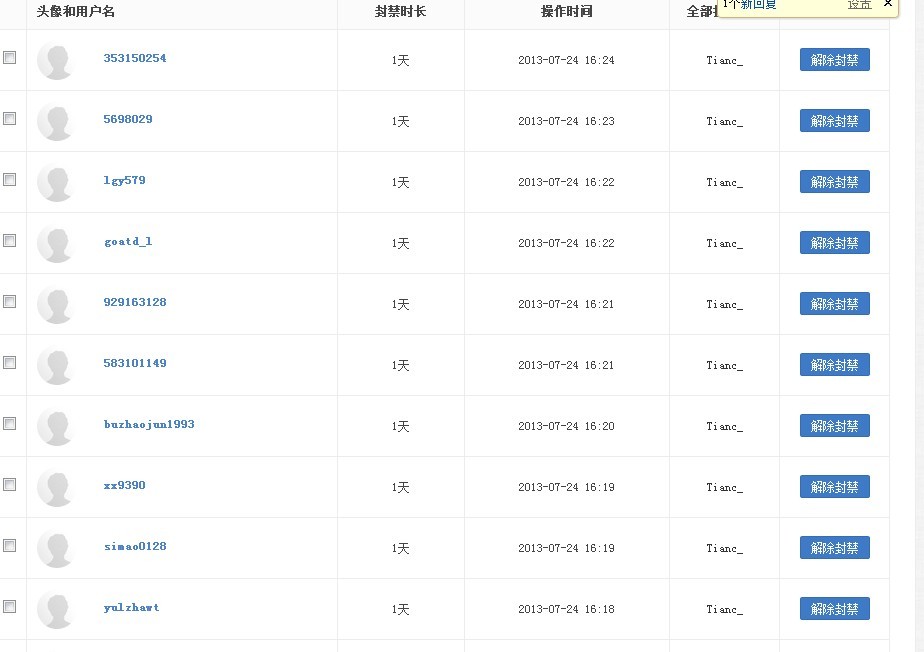 1个新回复 设置 ×
头像和用户名 封禁时长 操作时间 全部
353150254 1天 2013-07-24 16:24 Tianc_ 解除封禁
5698029 1天 2013-07-24 16:23 Tianc_ 解除封禁
lgy579 1天 2013-07-24 16:22 Tianc_ 解除封禁
goatd_l 1天 2013-07-24 16:22 Tianc_ 解除封禁
929163128 1天 2013-07-24 16:21 Tianc_ 解除封禁
583101149 1天 2013-07-24 16:21 Tianc_ 解除封禁
buzhaojun1993 1天 2013-07-24 16:20 Tianc_ 解除封禁
xx9390 1天 2013-07-24 16:19 Tianc_ 解除封禁
simao0128 1天 2013-07-24 16:19 Tianc_ 解除封禁
yulzhawt 1天 2013-07-24 16:18 Tianc_ 解除封禁